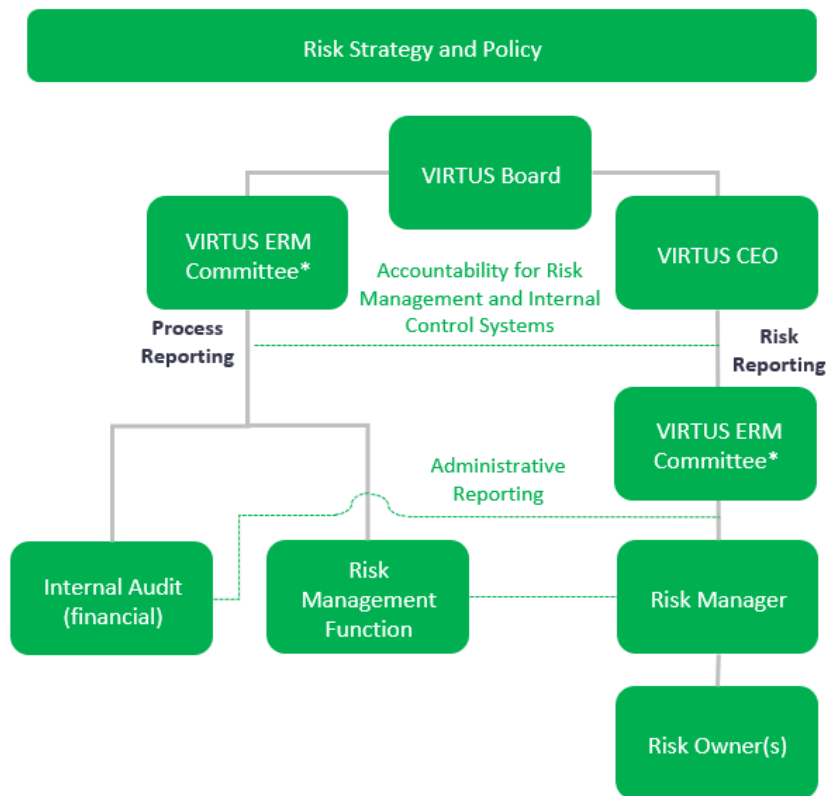 Risk Strategy and Policy
VIRTUS Board
VIRTUS ERM
Committee*
VIRTUS CEO
Accountability for Risk
Management and Internal
Control Systems
Process
Reporting
Risk
Reporting
VIRTUS ERM
Committee*
Administrative
Reporting
Internal Audit
(financial)
Risk
Management
Function
Risk Manager
Risk Owner(s)